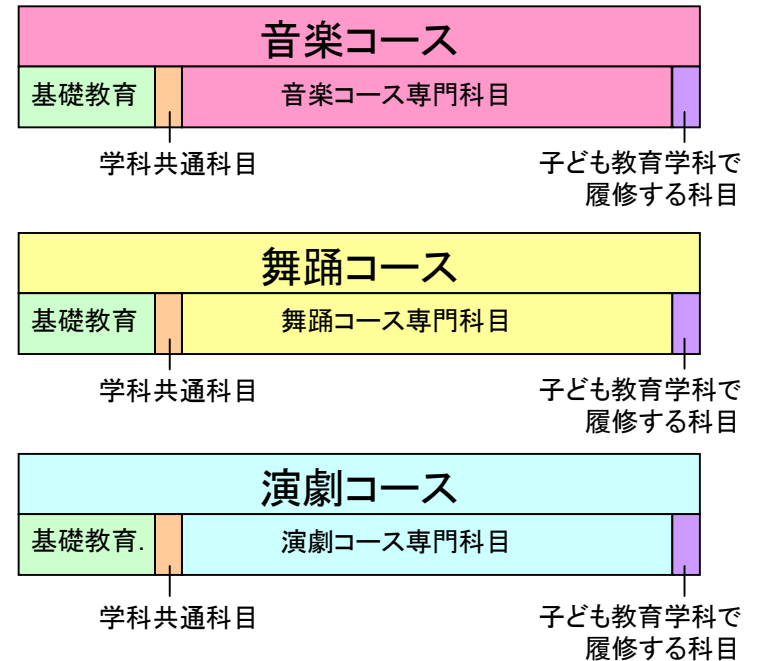 音楽コース
基礎教育
音楽コース専門科目
学科共通科目
子ども教育学科で
履修する科目
舞踊コース
基礎教育
舞踊コース専門科目
学科共通科目
子ども教育学科で
履修する科目
演劇コース
基礎教育.
演劇コース専門科目
学科共通科目
子ども教育学科で
履修する科目